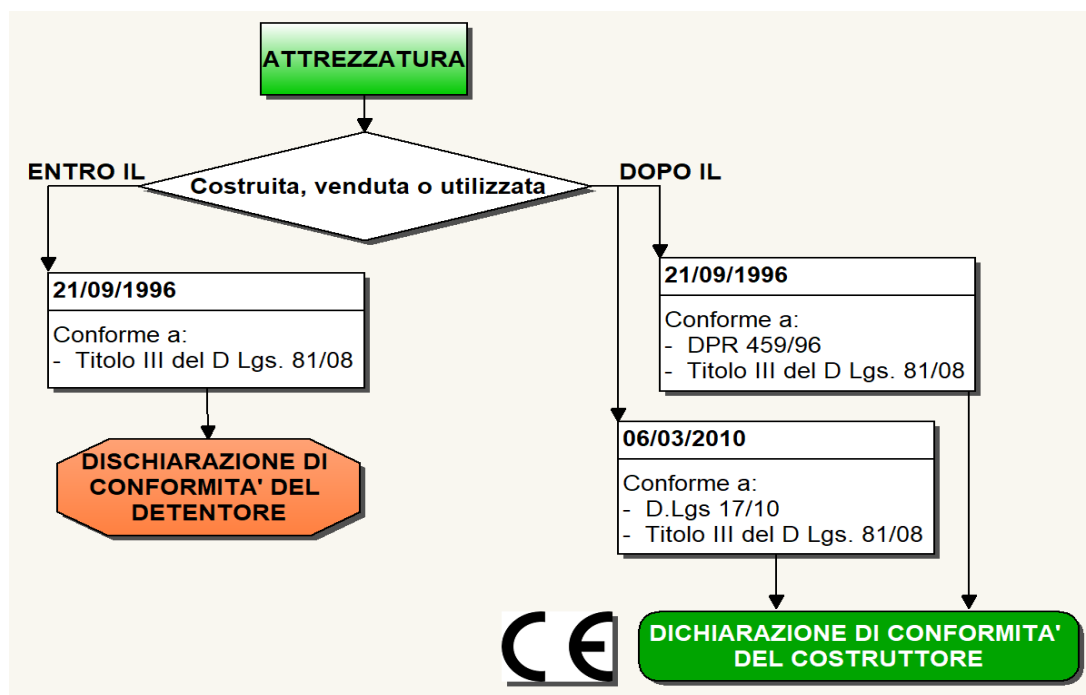 ATTREZZATURA
ENTRO IL
Costruita, venduta o utilizzata
DOPO IL
21/09/1996
Conforme a:
- Titolo III del D Lgs. 81/08
DISCHIARAZIONE DI
CONFORMITA' DEL
DETENTORE
21/09/1996
Conforme a:
- DPR 459/96
- Titolo III del D Lgs. 81/08
06/03/2010
Conforme a:
- D.Lgs 17/10
- Titolo III del D Lgs. 81/08
CE
DICHIARAZIONE DI CONFORMITA'
DEL COSTRUTTORE